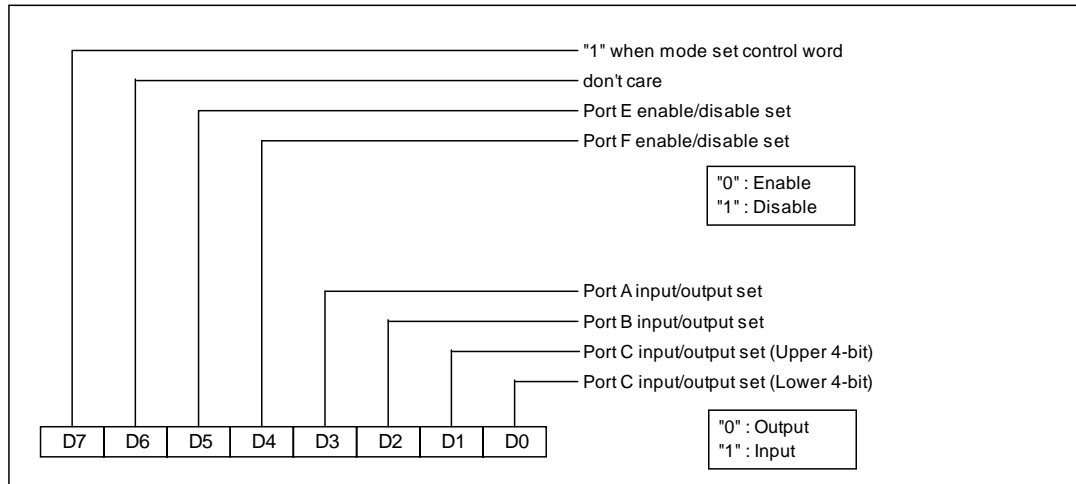 "1" when mode set control word
don't care
Port E enable/disable set
Port F enable/disable set
"0" : Enable
"1" : Disable
Port A input/output set
Port B input/output set
Port C input/output set (Upper 4-bit)
Port C input/output set (Lower 4-bit)
"0" : Output
"1" : Input
D7 D6 D5 D4 D3 D2 D1 D0